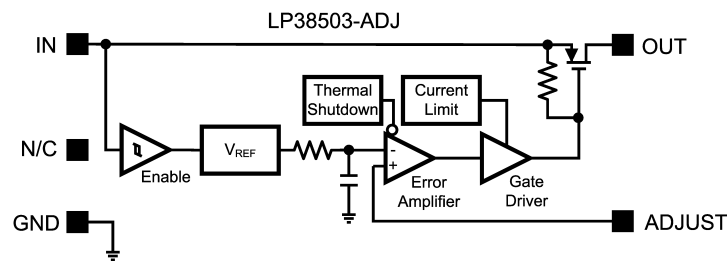 LP38503-ADJ
IN
OUT
Thermal
Shutdown
Current
Limit
N/C
VREF
-
+
Enable
Error
Amplifier
Gate
Driver
GND
ADJUST